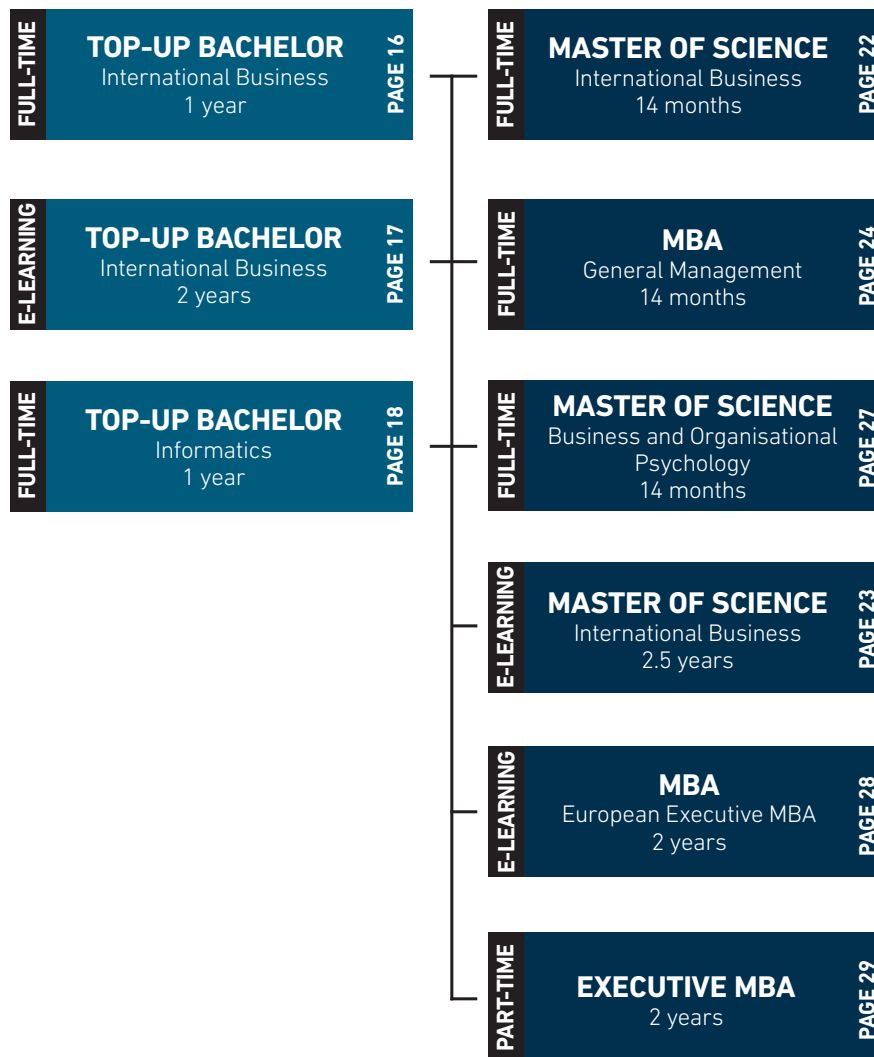 FULL-TIME
TOP-UP BACHELOR
International Business
1 year
PAGE 16
E-LEARNING
TOP-UP BACHELOR
International Business
2 years
PAGE 17
FULL-TIME
TOP-UP BACHELOR
Informatics
1 year
PAGE 18
FULL-TIME
MASTER OF SCIENCE
International Business
14 months
PAGE 22
FULL-TIME
MBA
General Management
14 months
PAGE 24
FULL-TIME
MASTER OF SCIENCE
Business and Organisational
Psychology
14 months
PAGE 27
E-LEARNING
MASTER OF SCIENCE
International Business
2.5 years
PAGE 23
E-LEARNING
MBA
European Executive MBA
2 years
PAGE 28
PART-TIME
EXECUTIVE MBA
2 years
PAGE 29